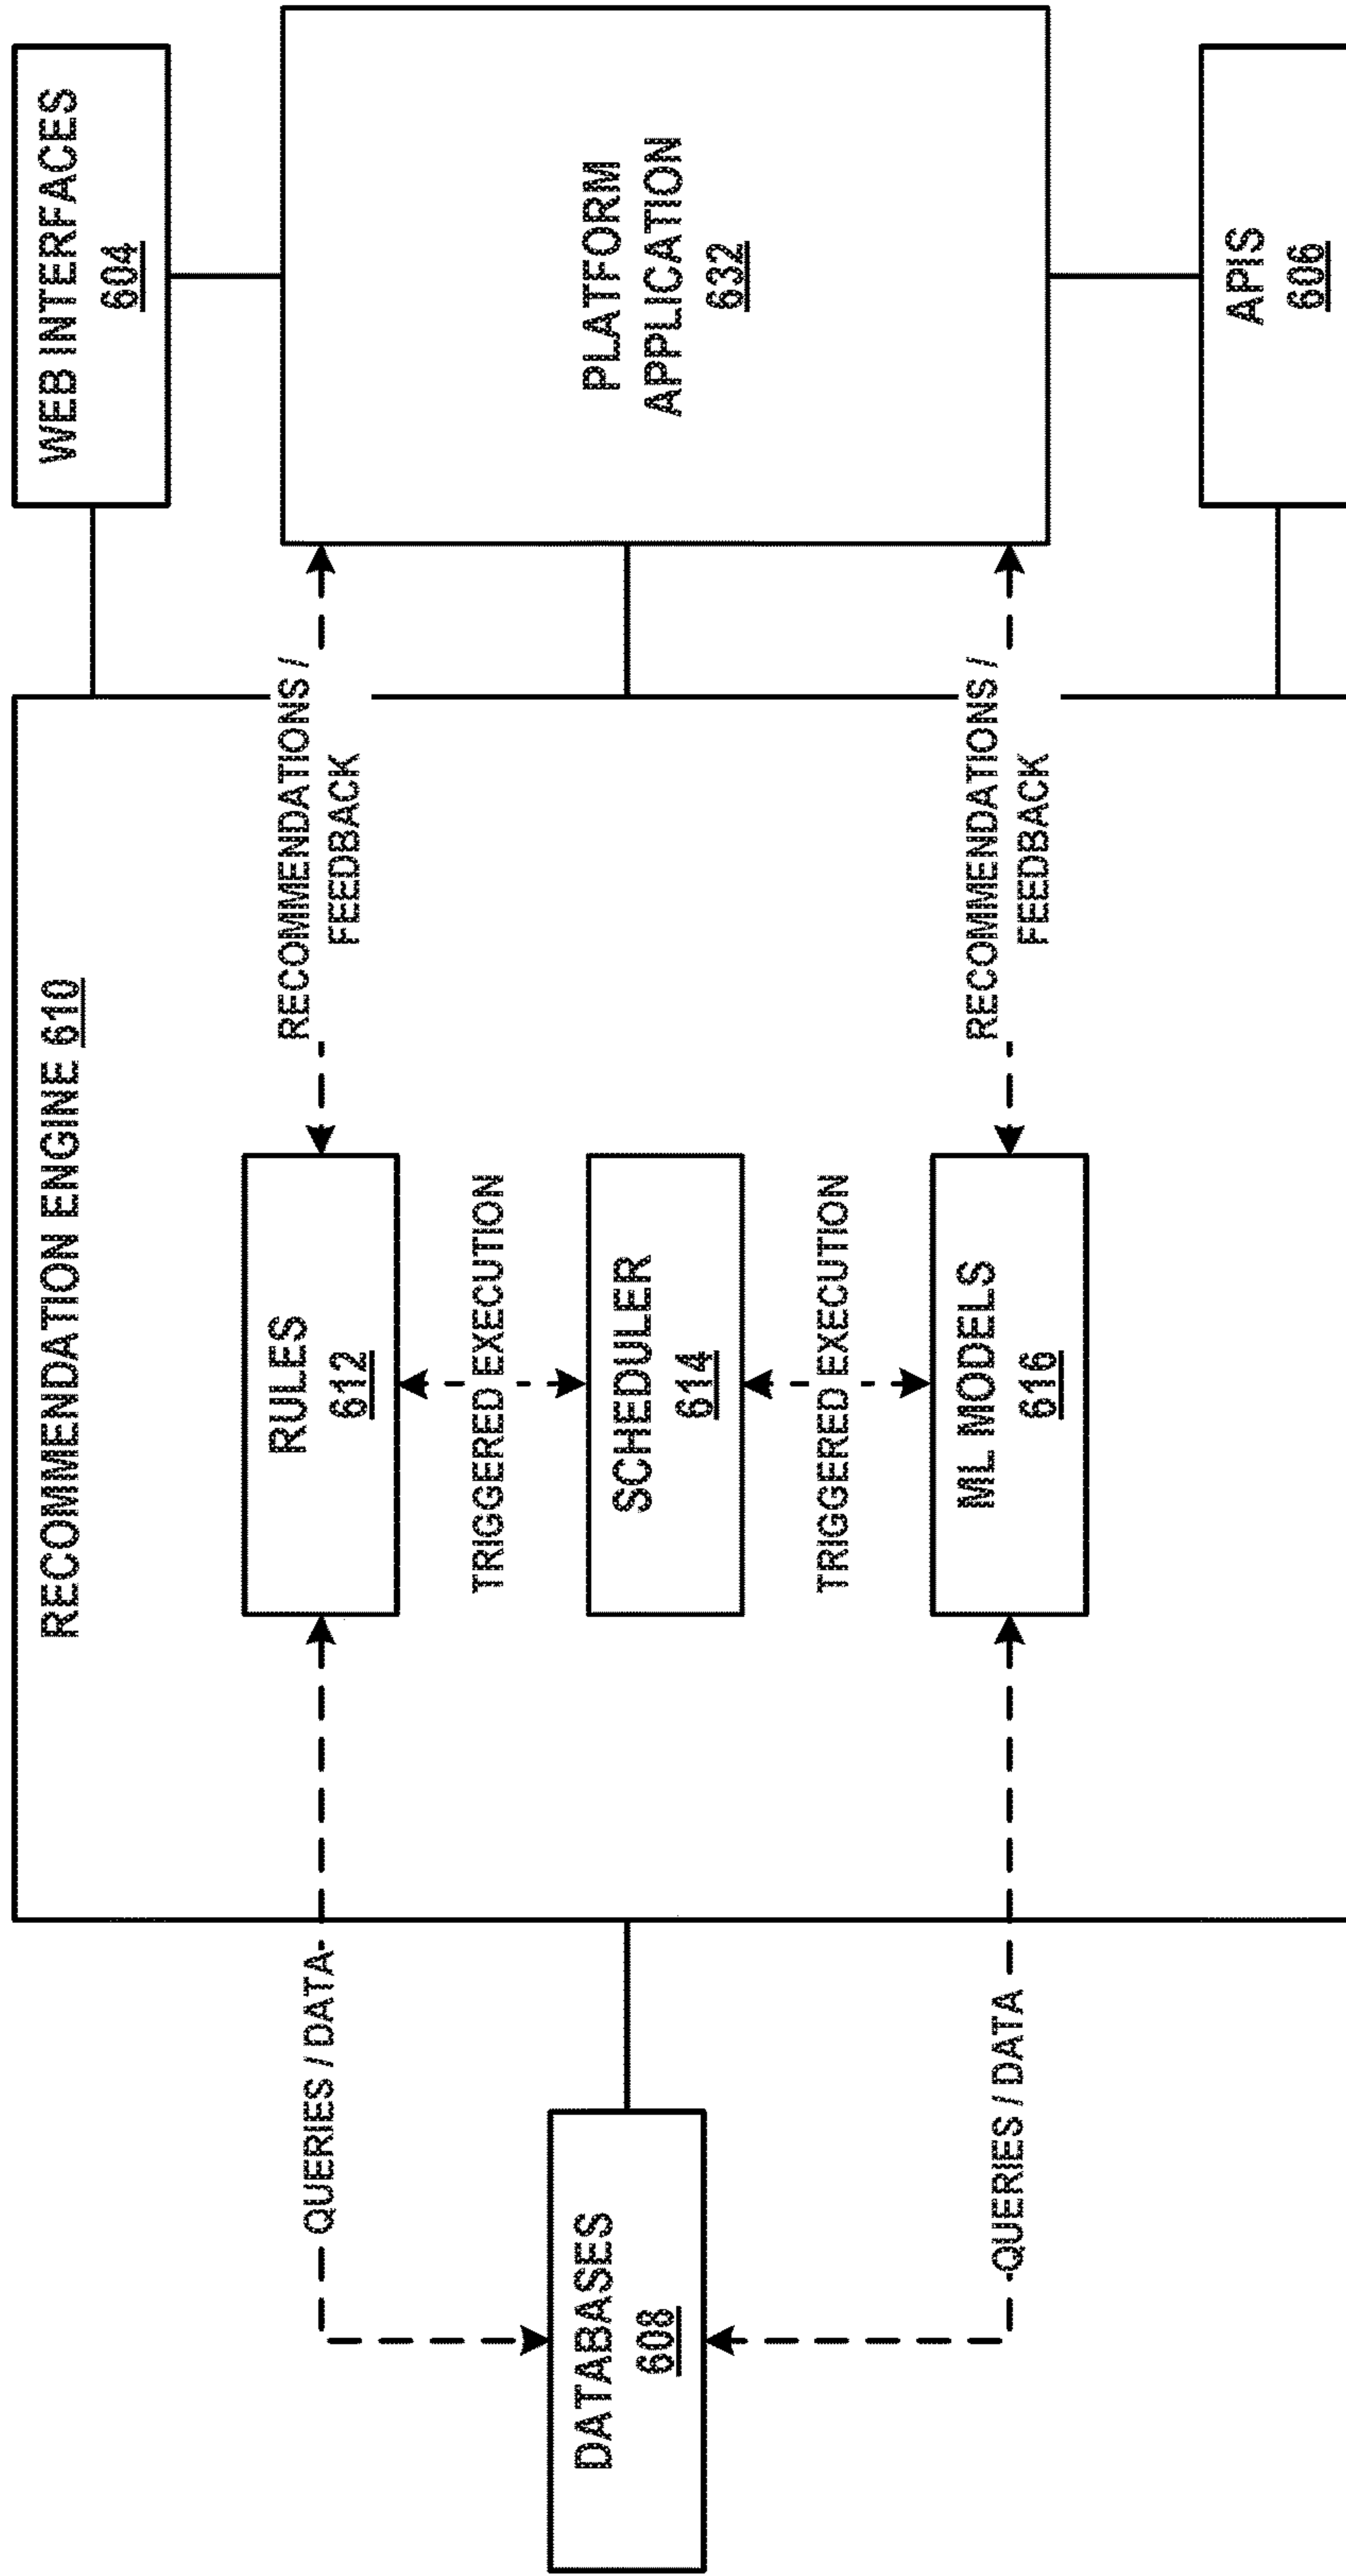 RECOMMENDATION ENGINE 610
WEB INTERFACES
604
QUERIES / DATA
RULES
612
RECOMMENDATIONS /
FEEDBACK
TRIGGERED EXECUTION
DATABASES
608
SCHEDULER
614
PLATFORM
APPLICATION
632
TRIGGERED EXECUTION
QUERIES / DATA
ML MODELS
616
RECOMMENDATIONS /
FEEDBACK
APIS
606